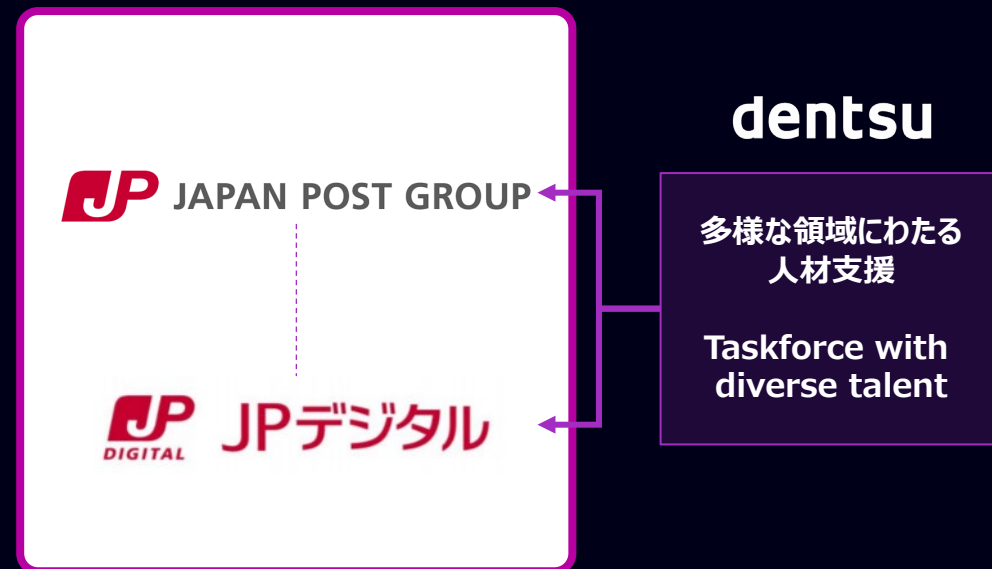 JP JAPAN POST GROUP
JP
DIGITAL
JPデジタル
dentsu
多様な領域にわたる
人材支援
Taskforce with
diverse talent